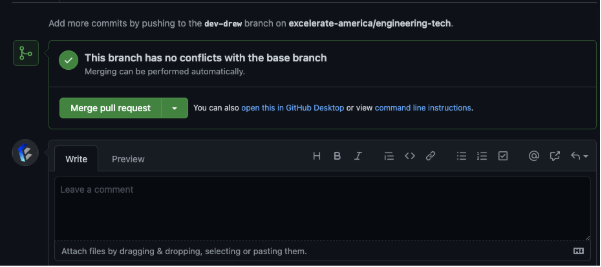 Add more commits by pushing to the dev-drew branch on excelerate-america/engineering-tech.
This branch has no conflicts with the base branch
Merging can be performed automatically.
Merge pull request You can also open this in GitHub Desktop or view command line instructions.
Write Preview H B I
Leave a comment
Attach files by dragging & dropping, selecting or pasting them.